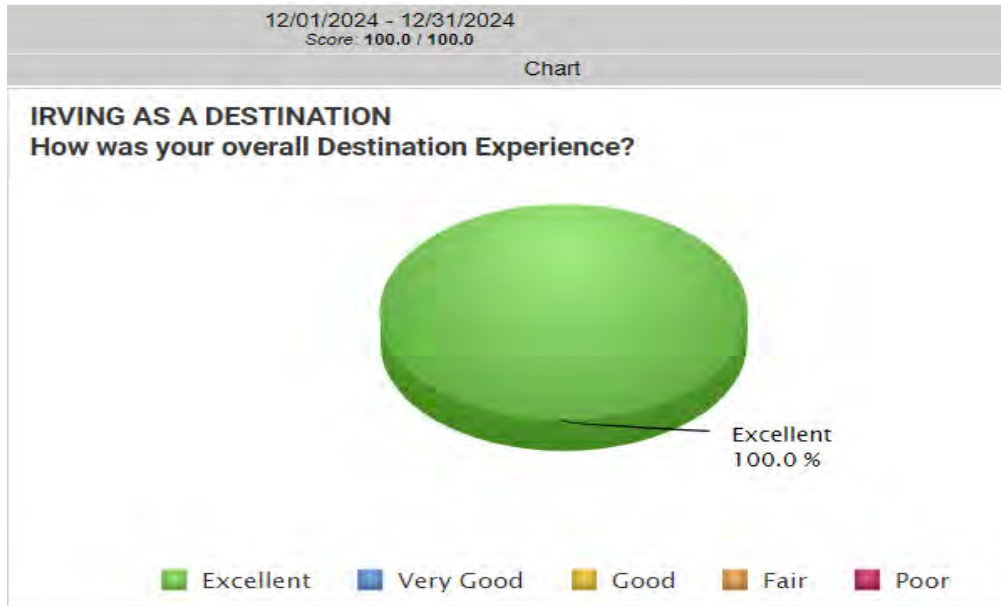 12/01/2024 - 12/31/2024
Score: 100.0 / 100.0
Chart
IRVING AS A DESTINATION
How was your overall Destination Experience?
Excellent
100.0 %
Excellent Very Good Good Fair Poor